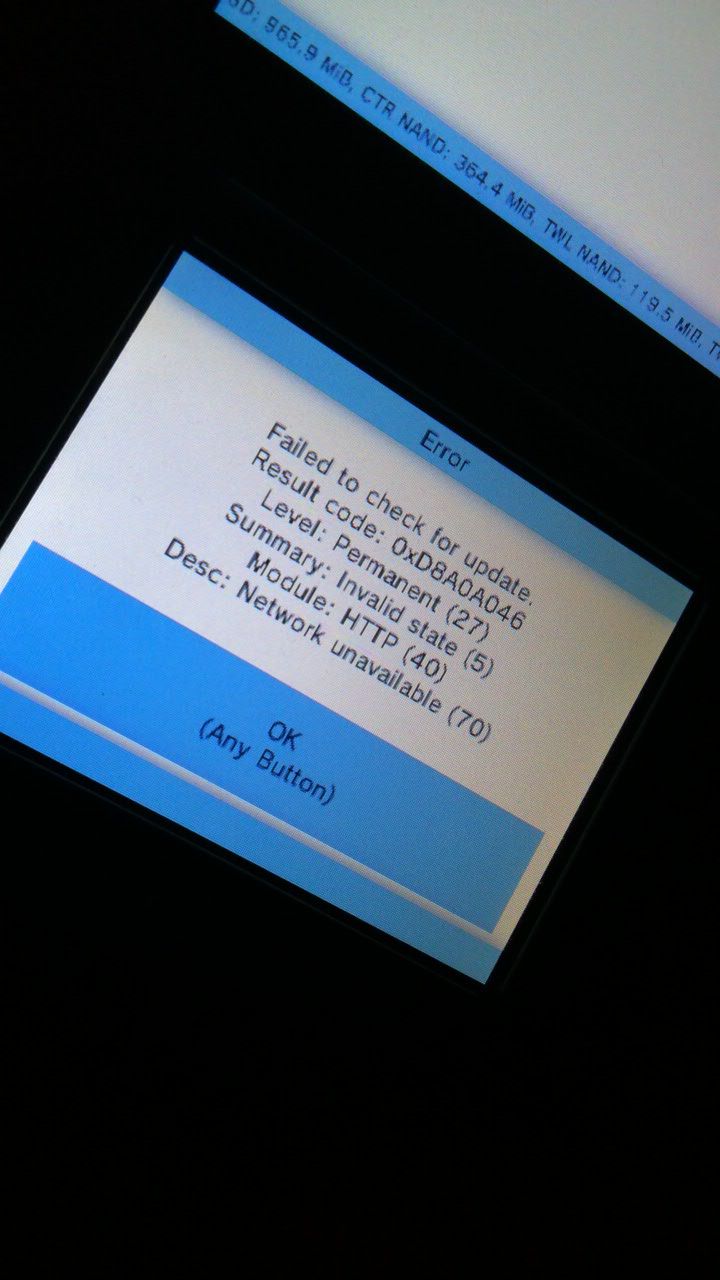 SD: 965.9 MiB, CTR NAND: 364.4 MiB, TWL NAND: 119.5 MiB,
Error
Failed to check for update.
Result code: 0xD8A0A046
Level: Permanent (27)
Summary: Invalid state (5)
Module: HTTP (40)
Desc: Network unavailable (70)
OK
(Any Button)